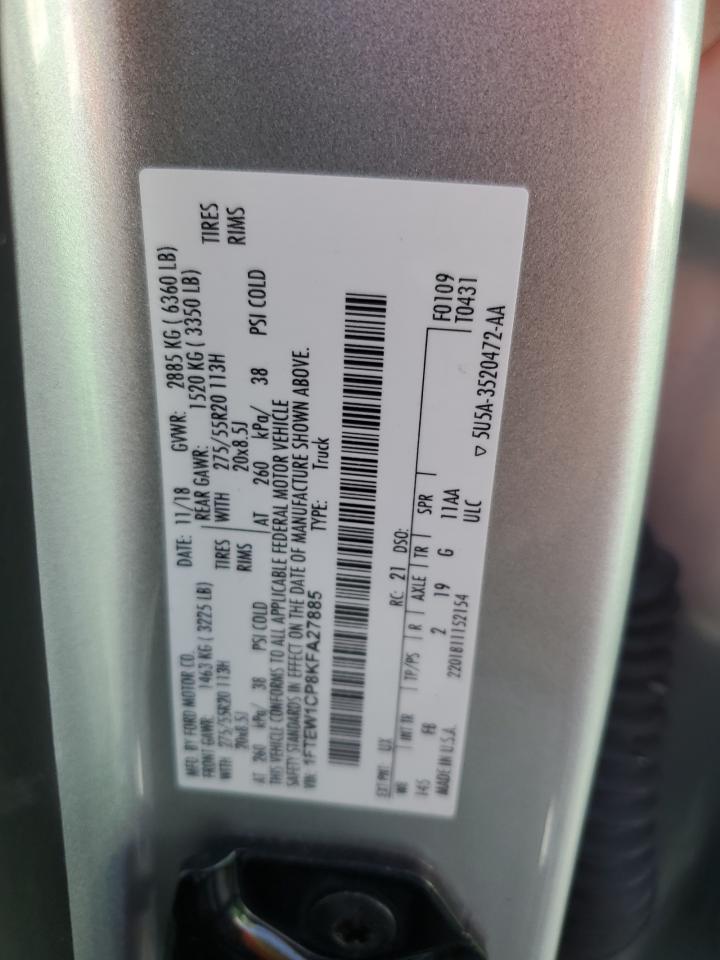 MFD. BY FORD MOTOR CO. DATE: 11/18 GVWR: 2885 KG ( 6360 LB)
FRONT GAWR: 1463 KG ( 3225 LB) REAR GAWR: 1520 KG ( 3350 LB)
WITH 275/55R20 113H TIRES WITH 275/55R20 113H TIRES
20x8.5J RIMS 20x8.5J RIMS
AT 260 kPa/ 38 PSI COLD AT 260 kPa/ 38 PSI COLD
THIS VEHICLE CONFORMS TO ALL APPLICABLE FEDERAL MOTOR VEHICLE
SAFETY STANDARDS IN EFFECT ON THE DATE OF MANUFACTURE SHOWN ABOVE.
VIN: 1FTEW1CP8KFA27885 TYPE: Truck
EXT PNT: UX RC: 21 DSO: F0109
WB INT TR TP/PS R AXLE TR SPR T0431
145 FB 2 19 G 11AA
MADE IN U.S.A. 2201811152154 ULC ▽ 5U5A-3520472-AA